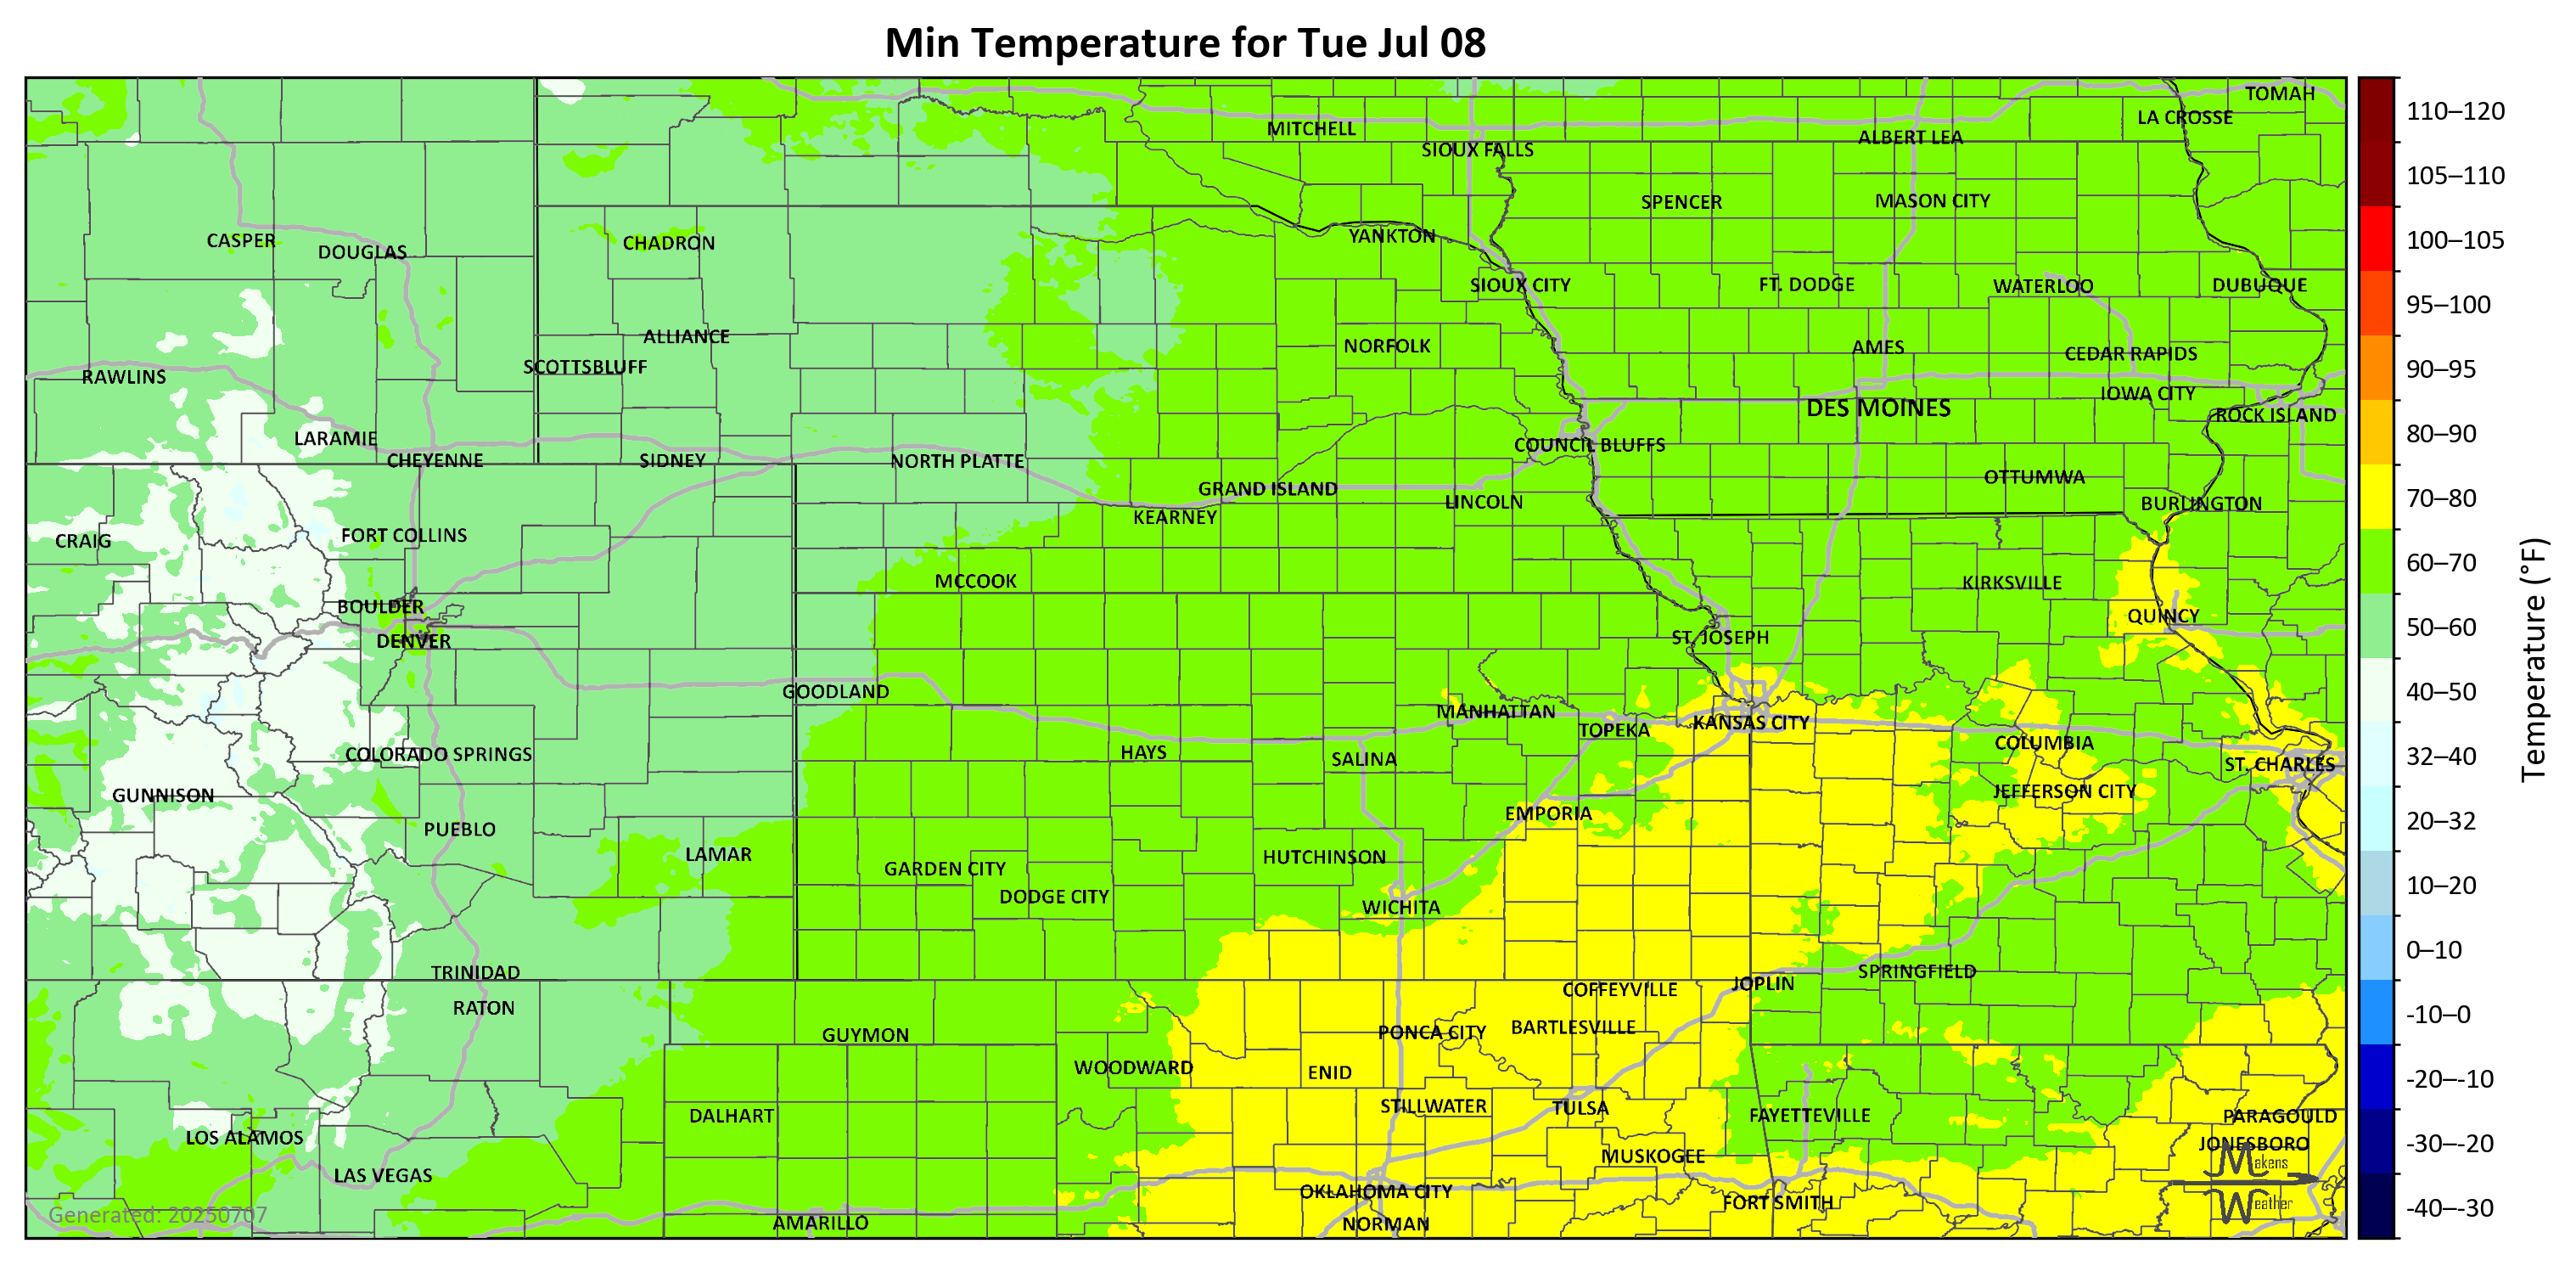 Min Temperature for Tue Jul 08
TOMAH
LA CROSSE
MITCHELL
ALBERT LEA
SIOUX FALLS
SPENCER
MASON CITY
CASPER
DOUGLAS
CHADRON
YANKTON
SIOUX CITY
FT. DODGE
WATERLOO
DUBUQUE
ALLIANCE
NORFOLK
AMES
CEDAR RAPIDS
SCOTTSBLUFF
RAWLINS
IOWA CITY
DES MOINES
ROCK ISLAND
LARAMIE
COUNCIL BLUFFS
CHEYENNE
SIDNEY
NORTH PLATTE
OTTUMWA
GRAND ISLAND
LINCOLN
BURLINGTON
KEARNEY
FORT COLLINS
CRAIG
MCCOOK
KIRKSVILLE
BOULDER
QUINCY
DENVER
ST. JOSEPH
GOODLAND
MANHATTAN
KANSAS CITY
TOPEKA
COLUMBIA
COLORADO SPRINGS
HAYS
SALINA
ST. CHARLES
GUNNISON
JEFFERSON CITY
EMPORIA
PUEBLO
LAMAR
HUTCHINSON
GARDEN CITY
DODGE CITY
WICHITA
TRINIDAD
SPRINGFIELD
JOPLIN
COFFEYVILLE
RATON
BARTLESVILLE
PONCA CITY
GUYMON
WOODWARD
ENID
STILLWATER
TULSA
DALHART
FAYETTEVILLE
PARAGOULD
LOS ALAMOS
JONESBORO
MUSKOGEE
LAS VEGAS
OKLAHOMA CITY
FORT SMITH
AMARILLO
NORMAN
Generated: 20250707
Makens
Weather
110–120
105–110
100–105
95–100
90–95
80–90
70–80
60–70
50–60
40–50
32–40
20–32
10–20
0–10
-10–0
-20–-10
-30–-20
-40–-30
Temperature (°F)